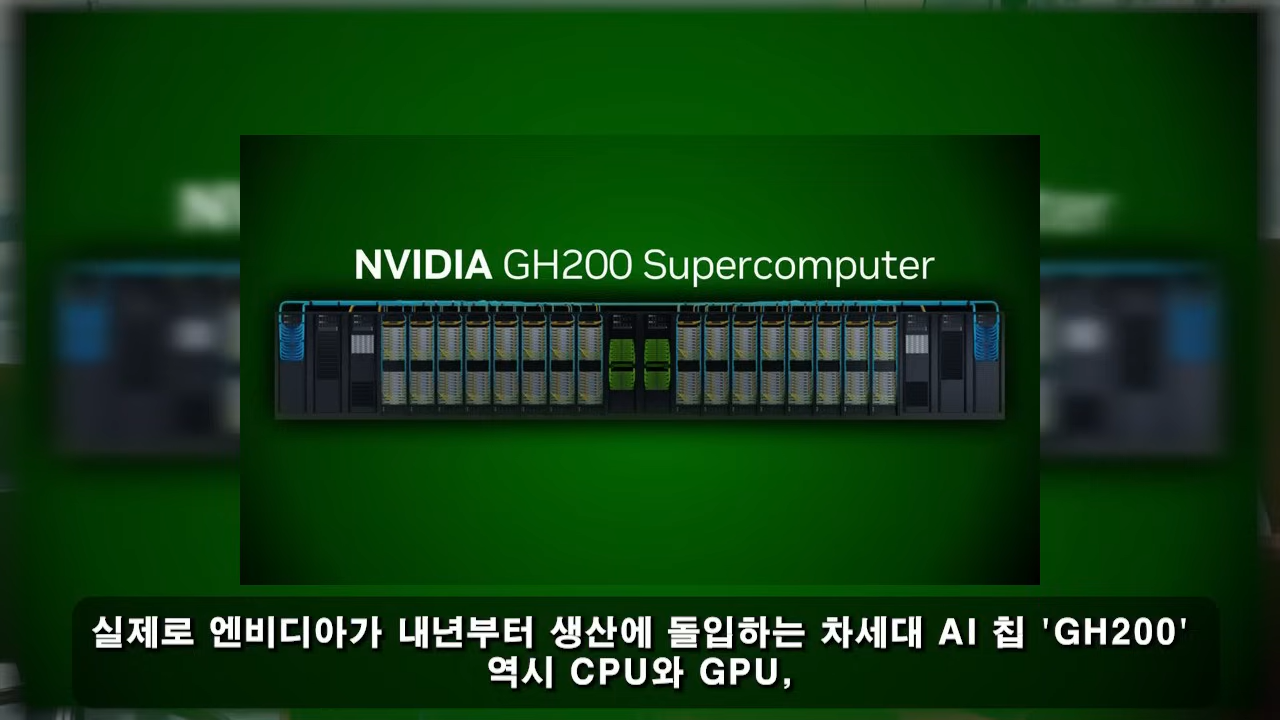 NVIDIA GH200 Supercomputer
실제로 엔비디아가 내년부터 생산에 돌입하는 차세대 AI 칩 'GH200'
역시 CPU와 GPU,